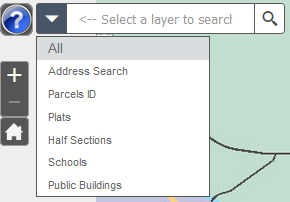 <-- Select a layer to search
All
Address Search
Parcels ID
Plats
Half Sections
Schools
Public Buildings